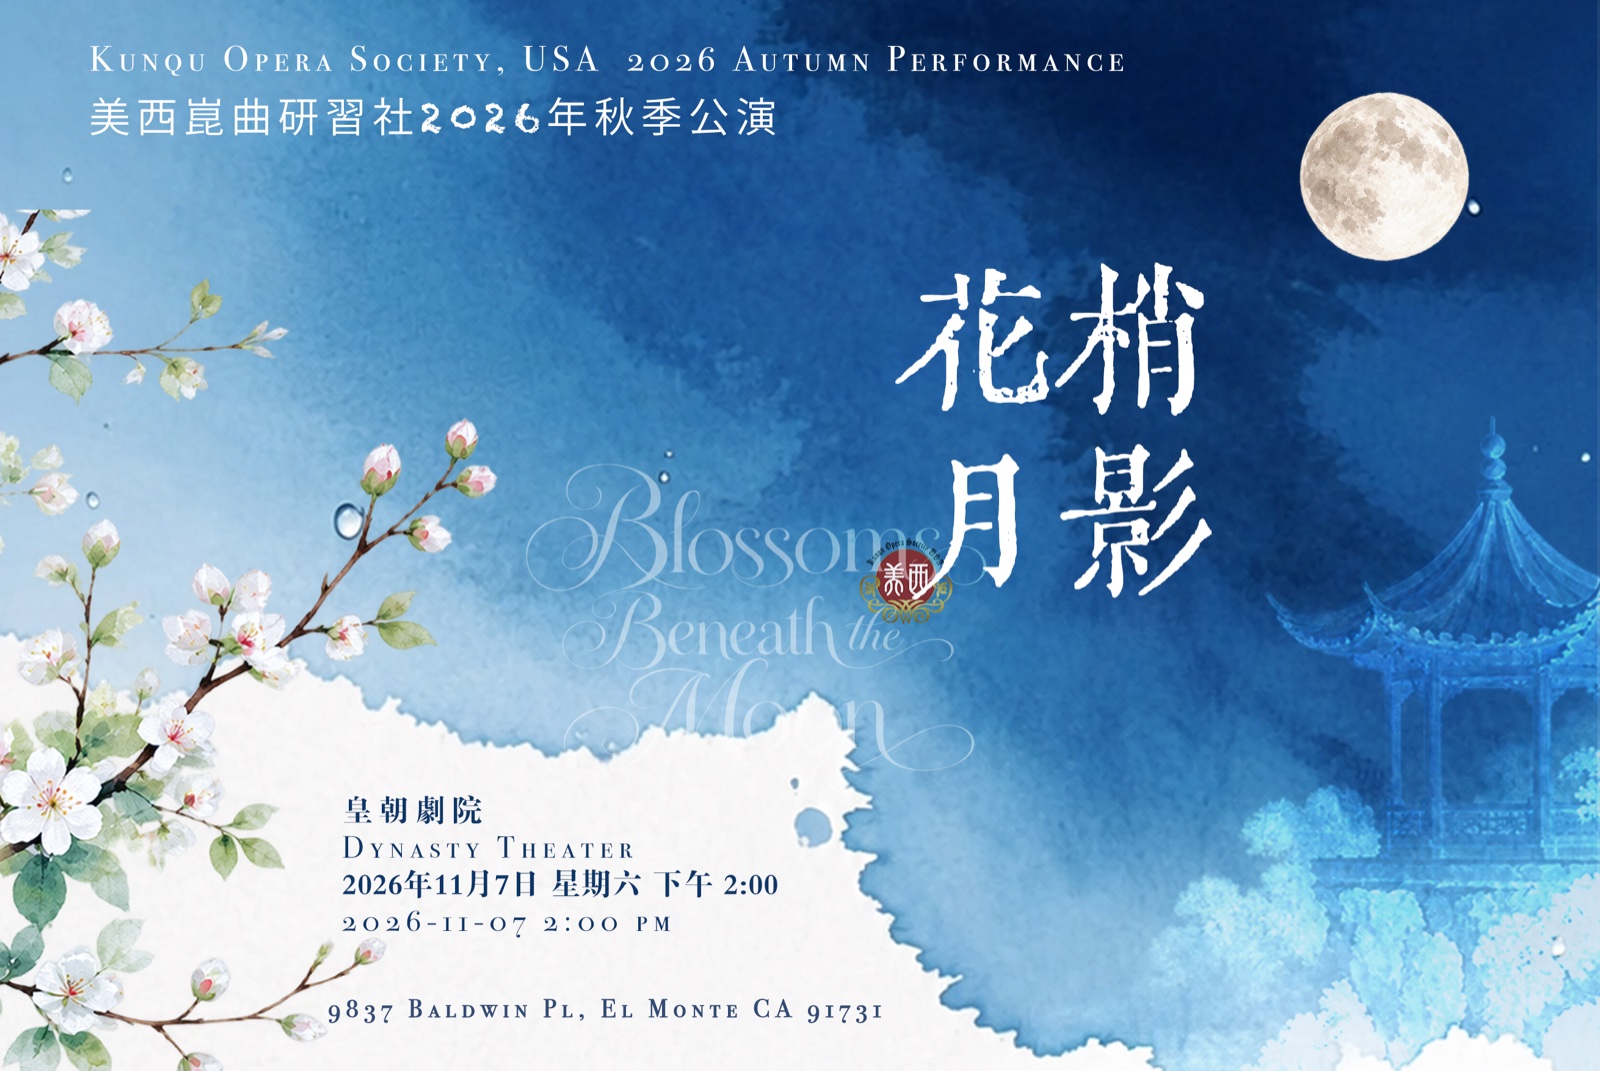 Kunqu Opera Society, USA 2026 Autumn Performance
美西崑曲研習社2026年秋季公演
花梢
月影
Blossoms
Beneath the
Moon
美西
皇朝劇院
Dynasty Theater
2026年11月7日 星期六 下午 2:00
2026-11-07 2:00 PM
9837 Baldwin Pl, El Monte CA 91731